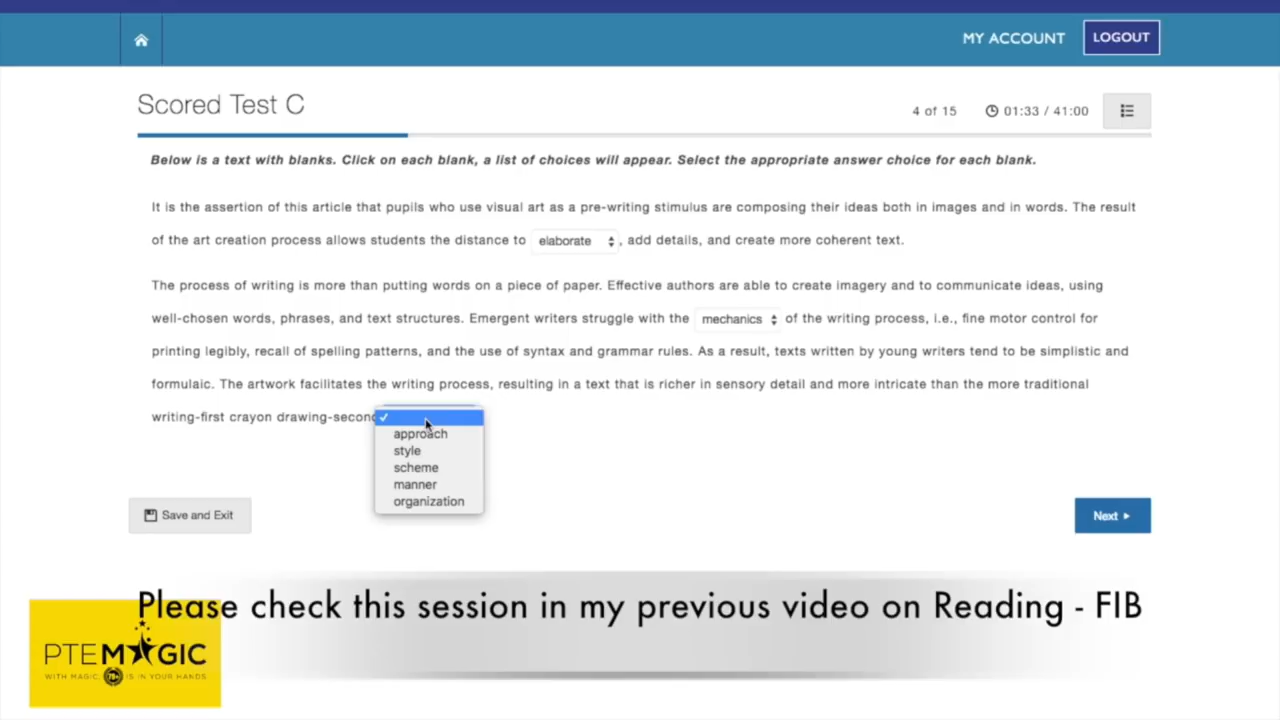 MY ACCOUNT
LOGOUT
Scored Test C
4 of 15
01:33 / 41:00
Below is a text with blanks. Click on each blank, a list of choices will appear. Select the appropriate answer choice for each blank.
It is the assertion of this article that pupils who use visual art as a pre-writing stimulus are composing their ideas both in images and in words. The result
of the art creation process allows students the distance to elaborate , add details, and create more coherent text.
The process of writing is more than putting words on a piece of paper. Effective authors are able to create imagery and to communicate ideas, using
well-chosen words, phrases, and text structures. Emergent writers struggle with the mechanics of the writing process, i.e., fine motor control for
printing legibly, recall of spelling patterns, and the use of syntax and grammar rules. As a result, texts written by young writers tend to be simplistic and
formulaic. The artwork facilitates the writing process, resulting in a text that is richer in sensory detail and more intricate than the more traditional
writing-first crayon drawing-second
approach
style
scheme
manner
organization
Save and Exit
Next
Please check this session in my previous video on Reading - FIB
PTEMAGIC
WITH MAGIC, 79+ IS IN YOUR HANDS